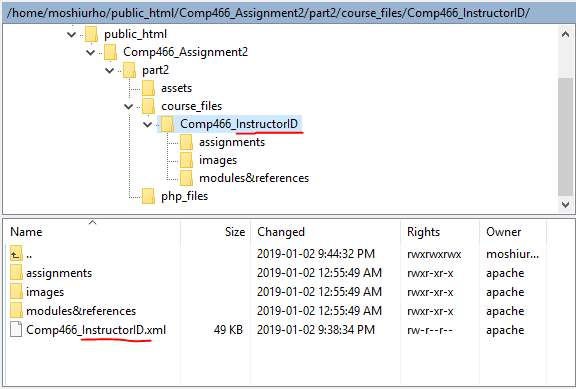 /home/moshiurho/public_html/Comp466_Assignment2/part2/course_files/Comp466_InstructorID/
public_html
Comp466_Assignment2
part2
assets
course_files
Comp466_InstructorID
assignments
images
modules&references
php_files
Name Size Changed Rights Owner
.. 2019-01-02 9:44:32 PM rwxrwxrwx moshiur...
assignments 2019-01-02 12:55:49 AM rwxr-xr-x apache
images 2019-01-02 12:55:49 AM rwxr-xr-x apache
modules&references 2019-01-02 12:55:49 AM rwxr-xr-x apache
Comp466_InstructorID.xml 49 KB 2019-01-02 9:38:34 PM rw-r--r-- apache